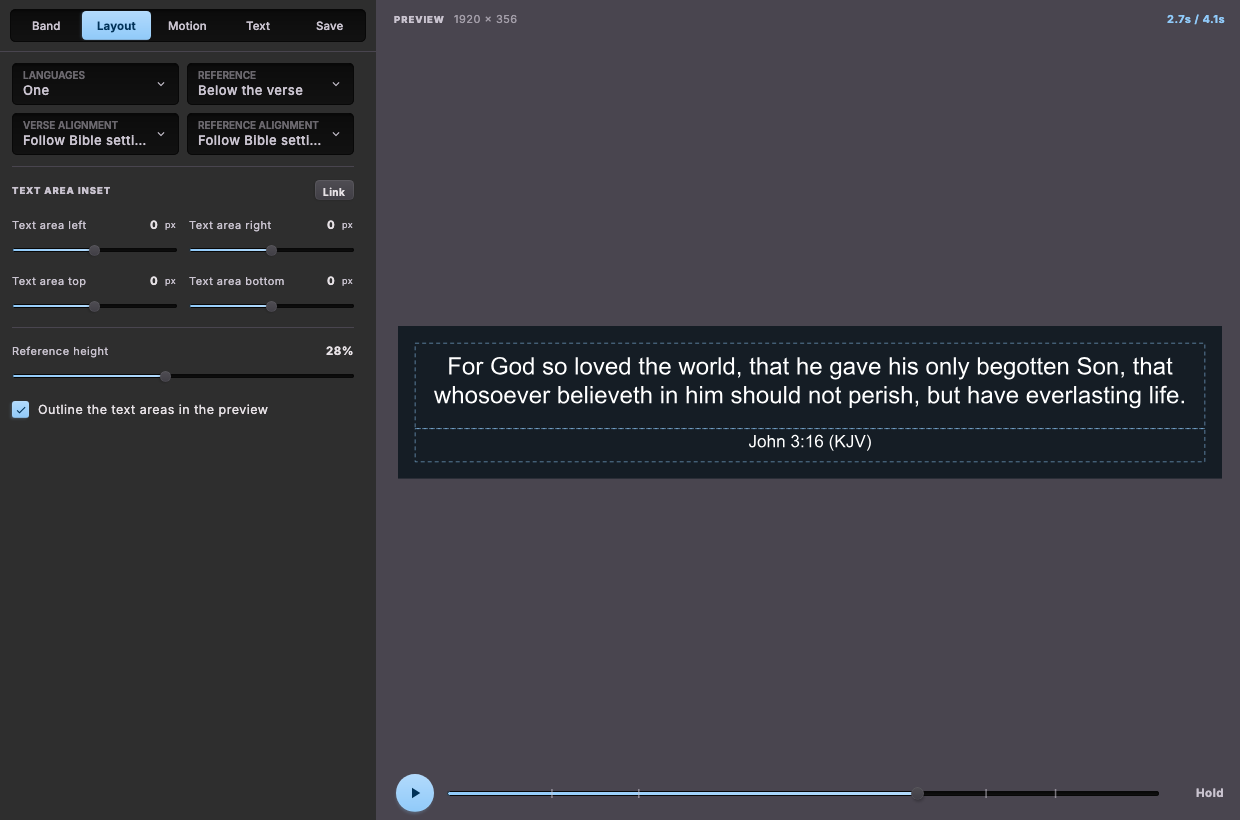 Band Layout Motion Text Save
PREVIEW 1920 × 356
2.7s / 4.1s
LANGUAGES
One
REFERENCE
Below the verse
VERSE ALIGNMENT
Follow Bible setti...
REFERENCE ALIGNMENT
Follow Bible setti...
TEXT AREA INSET
Link
Text area left 0 px
Text area right 0 px
Text area top 0 px
Text area bottom 0 px
Reference height 28%
Outline the text areas in the preview
For God so loved the world, that he gave his only begotten Son, that
whosoever believeth in him should not perish, but have everlasting life.
John 3:16 (KJV)
Hold